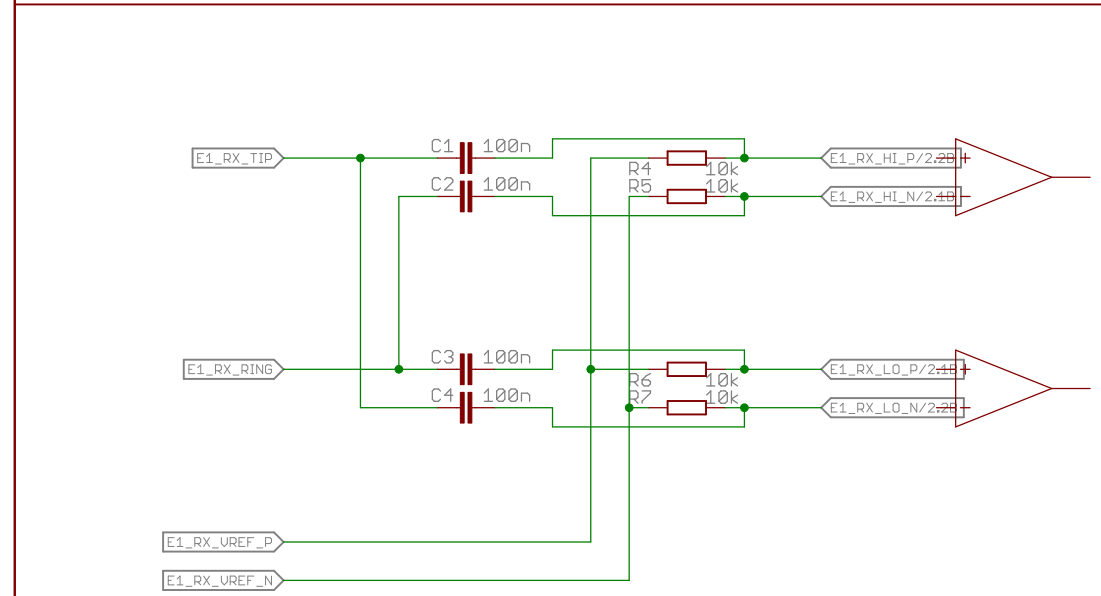 C1 100n
E1_RX_TIP
E1_RX_HI_P/2.2B +
R4 10k
C2 100n
R5 10k
E1_RX_HI_N/2.1B -
C3 100n
E1_RX_RING
E1_RX_LO_P/2.1B +
R6 10k
C4 100n
R7 10k
E1_RX_LO_N/2.2B -
E1_RX_VREF_P
E1_RX_VREF_N